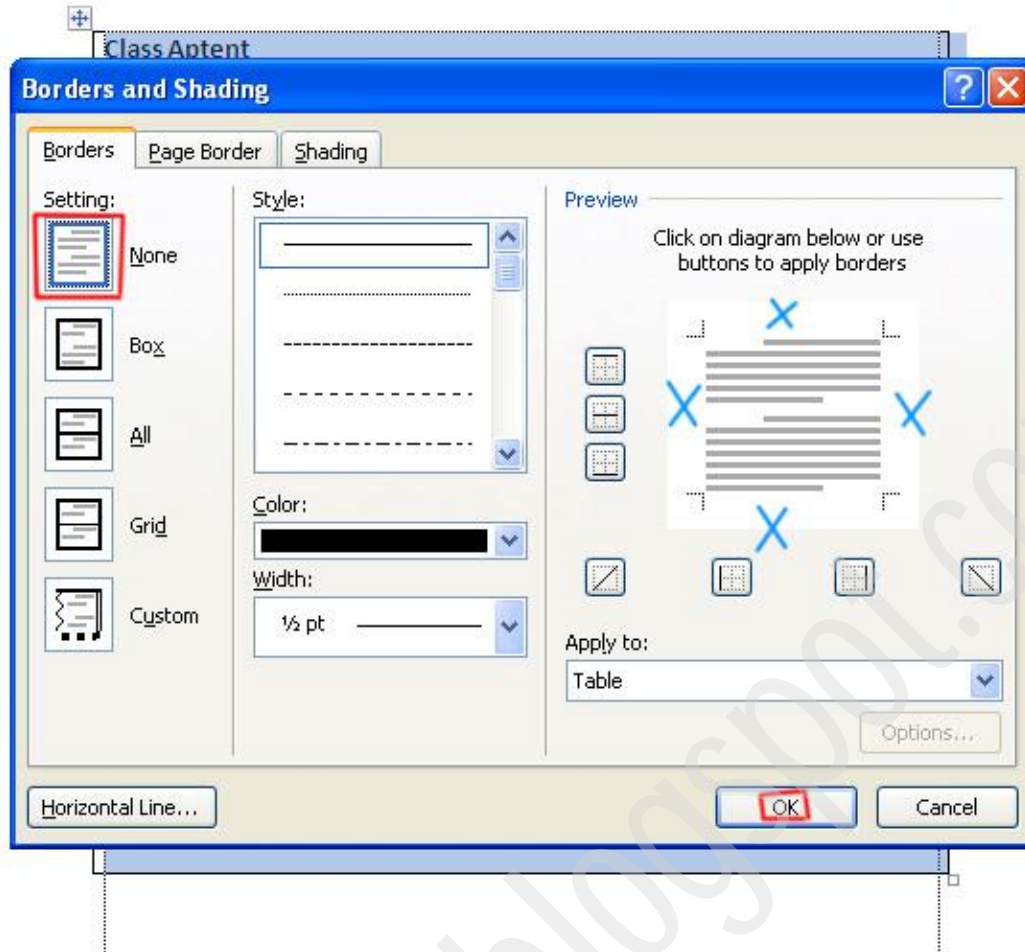 Class Aptent
Borders and Shading
Borders
Page Border
Shading
Setting:
None
Box
All
Grid
Custom
Style:
Color:
Width:
½ pt
Preview
Click on diagram below or use
buttons to apply borders
Apply to:
Table
Options...
Horizontal Line...
OK
Cancel
blogspot.co